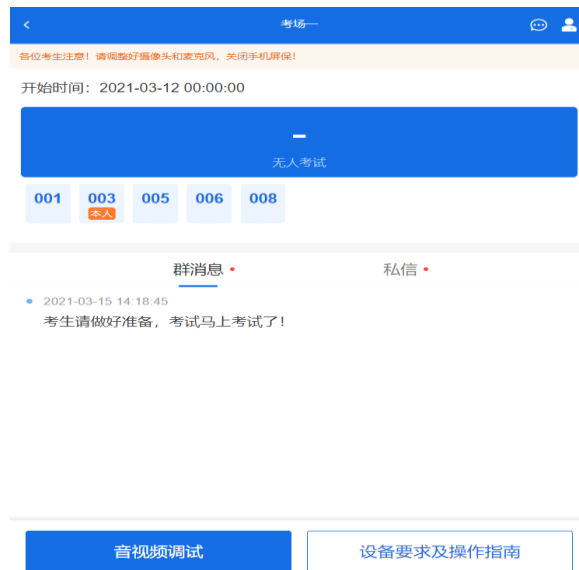 考场一
各位考生注意！请调整好摄像头和麦克风，关闭手机屏保！
开始时间：2021-03-12 00:00:00
–
无人考试
001 003 005 006 008
本人
群消息 私信
2021-03-15 14:18:45
考生请做好准备，考试马上考试了！
音视频调试 设备要求及操作指南